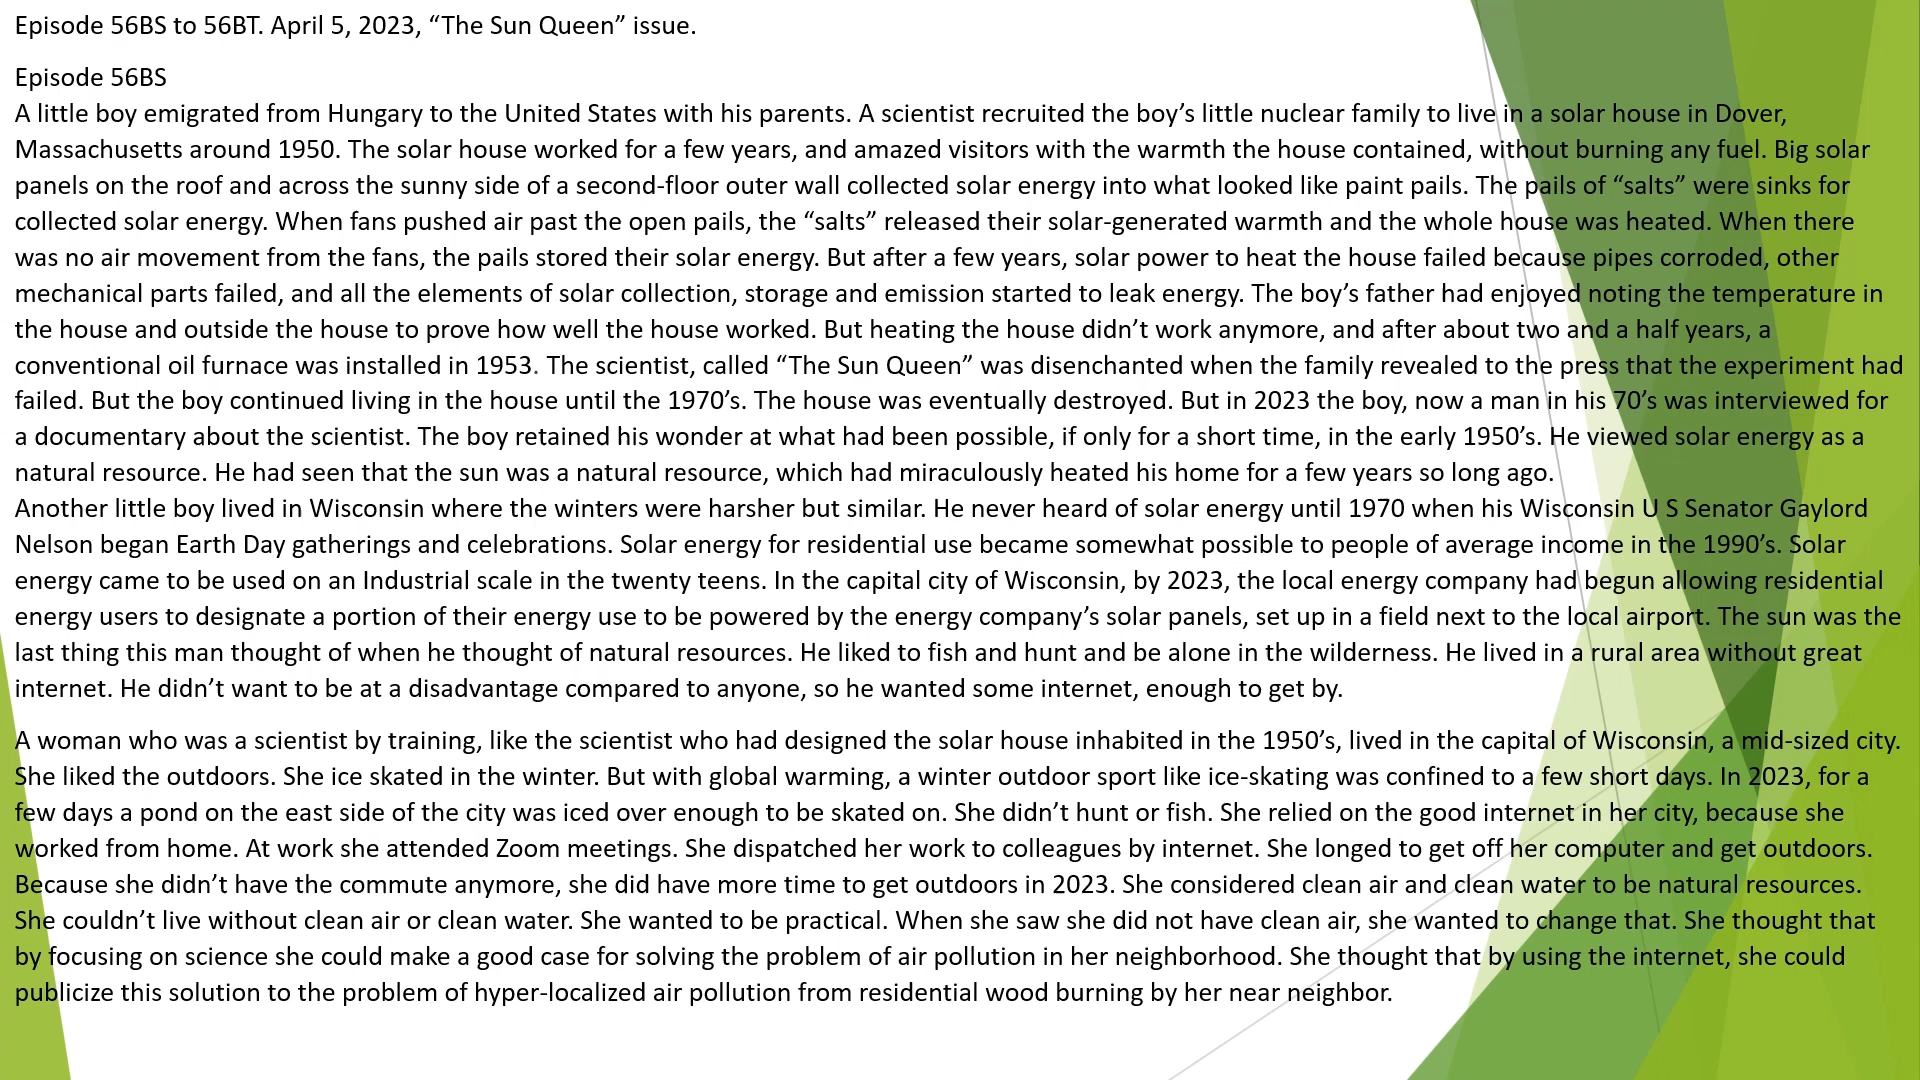 Episode 56BS to 56BT. April 5, 2023, “The Sun Queen” issue.
Episode 56BS
A little boy emigrated from Hungary to the United States with his parents. A scientist recruited the boy’s little nuclear family to live in a solar house in Dover,
Massachusetts around 1950. The solar house worked for a few years, and amazed visitors with the warmth the house contained, without burning any fuel. Big solar
panels on the roof and across the sunny side of a second-floor outer wall collected solar energy into what looked like paint pails. The pails of “salts” were sinks for
collected solar energy. When fans pushed air past the open pails, the “salts” released their solar-generated warmth and the whole house was heated. When there
was no air movement from the fans, the pails stored their solar energy. But after a few years, solar power to heat the house failed because pipes corroded, other
mechanical parts failed, and all the elements of solar collection, storage and emission started to leak energy. The boy’s father had enjoyed noting the temperature in
the house and outside the house to prove how well the house worked. But heating the house didn’t work anymore, and after about two and a half years, a
conventional oil furnace was installed in 1953. The scientist, called “The Sun Queen” was disenchanted when the family revealed to the press that the experiment had
failed. But the boy continued living in the house until the 1970’s. The house was eventually destroyed. But in 2023 the boy, now a man in his 70’s was interviewed for
a documentary about the scientist. The boy retained his wonder at what had been possible, if only for a short time, in the early 1950’s. He viewed solar energy as a
natural resource. He had seen that the sun was a natural resource, which had miraculously heated his home for a few years so long ago.
Another little boy lived in Wisconsin where the winters were harsher but similar. He never heard of solar energy until 1970 when his Wisconsin U S Senator Gaylord
Nelson began Earth Day gatherings and celebrations. Solar energy for residential use became somewhat possible to people of average income in the 1990’s. Solar
energy came to be used on an Industrial scale in the twenty teens. In the capital city of Wisconsin, by 2023, the local energy company had begun allowing residential
energy users to designate a portion of their energy use to be powered by the energy company’s solar panels, set up in a field next to the local airport. The sun was the
last thing this man thought of when he thought of natural resources. He liked to fish and hunt and be alone in the wilderness. He lived in a rural area without great
internet. He didn’t want to be at a disadvantage compared to anyone, so he wanted some internet, enough to get by.
A woman who was a scientist by training, like the scientist who had designed the solar house inhabited in the 1950’s, lived in the capital of Wisconsin, a mid-sized city.
She liked the outdoors. She ice skated in the winter. But with global warming, a winter outdoor sport like ice-skating was confined to a few short days. In 2023, for a
few days a pond on the east side of the city was iced over enough to be skated on. She didn’t hunt or fish. She relied on the good internet in her city, because she
worked from home. At work she attended Zoom meetings. She dispatched her work to colleagues by internet. She longed to get off her computer and get outdoors.
Because she didn’t have the commute anymore, she did have more time to get outdoors in 2023. She considered clean air and clean water to be natural resources.
She couldn’t live without clean air or clean water. She wanted to be practical. When she saw she did not have clean air, she wanted to change that. She thought that
by focusing on science she could make a good case for solving the problem of air pollution in her neighborhood. She thought that by using the internet, she could
publicize this solution to the problem of hyper-localized air pollution from residential wood burning by her near neighbor.